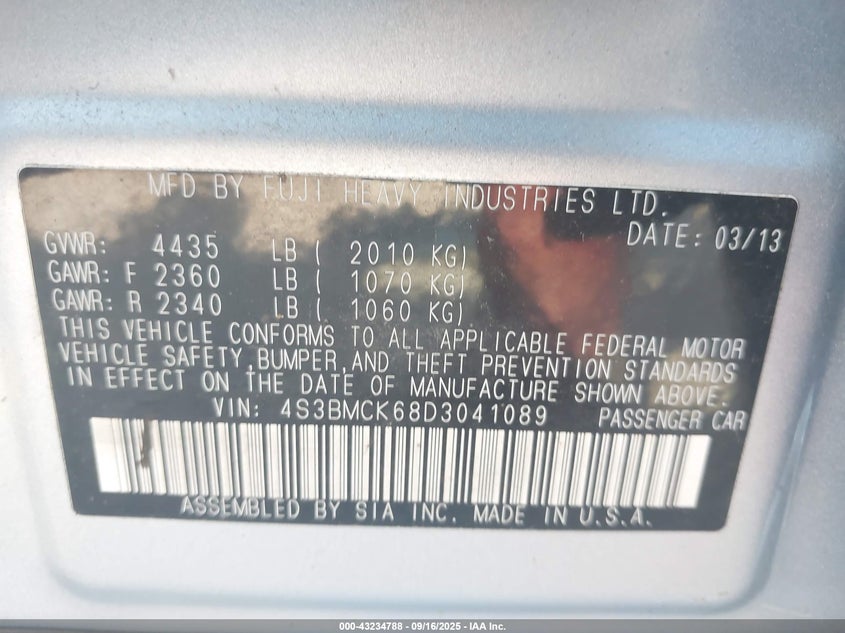 MFD BY FUJI HEAVY INDUSTRIES LTD.
DATE: 03/13
GVWR: 4435 LB ( 2010 KG)
GAWR: F 2360 LB ( 1070 KG)
GAWR: R 2340 LB ( 1060 KG)
THIS VEHICLE CONFORMS TO ALL APPLICABLE FEDERAL MOTOR
VEHICLE SAFETY,BUMPER,AND THEFT PREVENTION STANDARDS
IN EFFECT ON THE DATE OF MANUFACTURE SHOWN ABOVE.
VIN: 4S3BMCK68D3041089 PASSENGER CAR
ASSEMBLED BY SIA INC. MADE IN U.S.A.
000-43234788 - 09/16/2025 - IAA Inc.